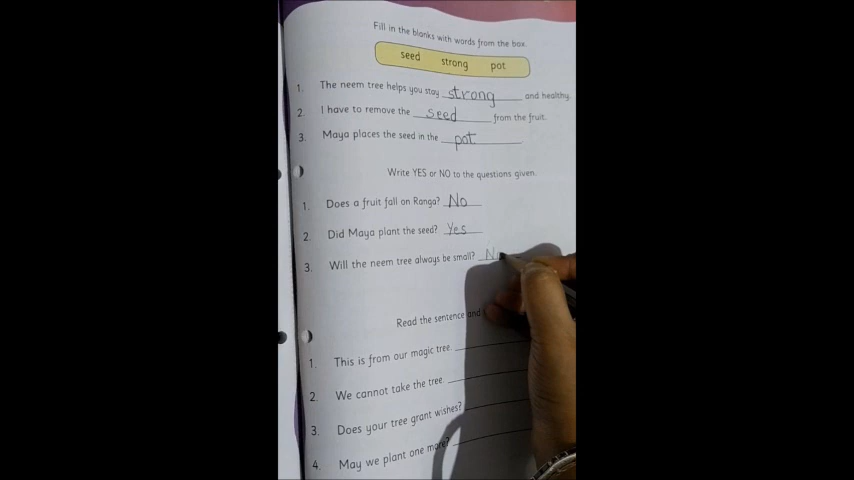 Fill in the blanks with words from the box.
seed strong pot
1. The neem tree helps you stay strong and healthy.
2. I have to remove the seed from the fruit.
3. Maya places the seed in the pot
Write YES or NO to the questions given.
1. Does a fruit fall on Ranga? No
2. Did Maya plant the seed? Yes
3. Will the neem tree always be small? N
Read the sentence and
1. This is from our magic tree.
2. We cannot take the tree.
3. Does your tree grant wishes?
4. May we plant one more?